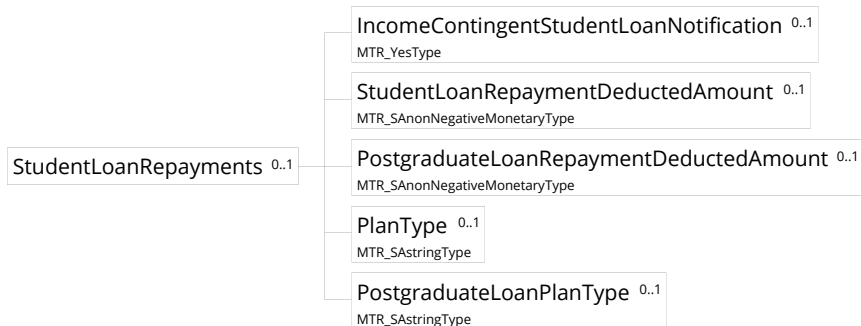 IncomeContingentStudentLoanNotification 0..1
MTR_YesType
StudentLoanRepaymentDeductedAmount 0..1
MTR_SAnonNegativeMonetaryType
StudentLoanRepayments 0..1
PostgraduateLoanRepaymentDeductedAmount 0..1
MTR_SAnonNegativeMonetaryType
PlanType 0..1
MTR_SAstringType
PostgraduateLoanPlanType 0..1
MTR_SAstringType